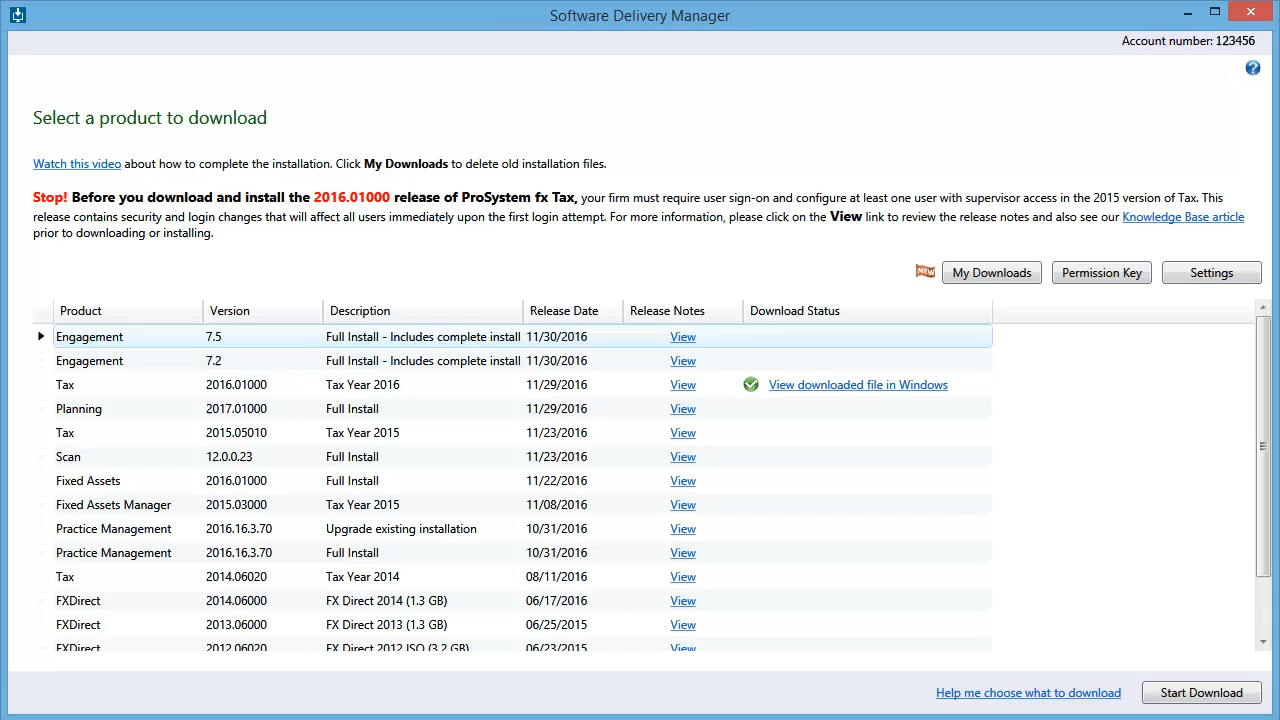 Software Delivery Manager
Account number: 123456
Select a product to download
Watch this video about how to complete the installation. Click My Downloads to delete old installation files.
Stop! Before you download and install the 2016.01000 release of ProSystem fx Tax, your firm must require user sign-on and configure at least one user with supervisor access in the 2015 version of Tax. This
release contains security and login changes that will affect all users immediately upon the first login attempt. For more information, please click on the View link to review the release notes and also see our Knowledge Base article
prior to downloading or installing.
NEW My Downloads Permission Key Settings
Product Version Description Release Date Release Notes Download Status
Engagement 7.5 Full Install - Includes complete install 11/30/2016 View
Engagement 7.2 Full Install - Includes complete install 11/30/2016 View
Tax 2016.01000 Tax Year 2016 11/29/2016 View View downloaded file in Windows
Planning 2017.01000 Full Install 11/29/2016 View
Tax 2015.05010 Tax Year 2015 11/23/2016 View
Scan 12.0.0.23 Full Install 11/23/2016 View
Fixed Assets 2016.01000 Full Install 11/22/2016 View
Fixed Assets Manager 2015.03000 Tax Year 2015 11/08/2016 View
Practice Management 2016.16.3.70 Upgrade existing installation 10/31/2016 View
Practice Management 2016.16.3.70 Full Install 10/31/2016 View
Tax 2014.06020 Tax Year 2014 08/11/2016 View
FXDirect 2014.06000 FX Direct 2014 (1.3 GB) 06/17/2016 View
FXDirect 2013.06000 FX Direct 2013 (1.3 GB) 06/25/2015 View
FXDirect 2012.06020 FX Direct 2012 ISO (3.2 GB) 06/23/2015 View
Help me choose what to download Start Download